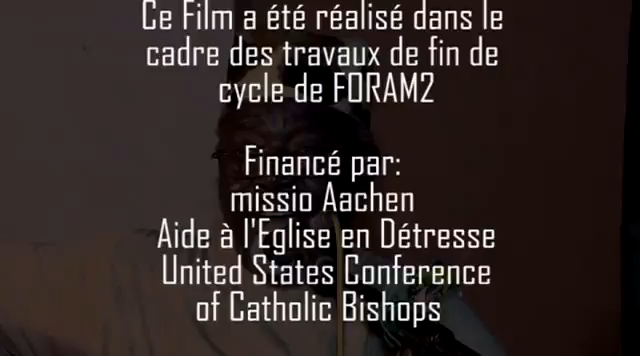 Ce Film a été réalisé dans le
cadre des travaux de fin de
cycle de FORAM2
Financé par:
missio Aachen
Aide à l'Eglise en Détresse
United States Conference
of Catholic Bishops